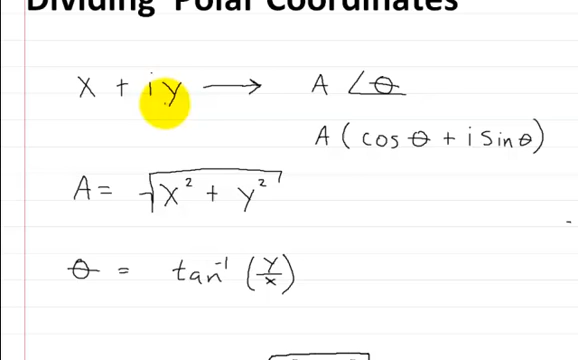 Dividing Polar Coordinates
x + iy → A ∠θ
A (cos θ + i sin θ)
A = √x² + y²
θ = tan⁻¹ (y/x)